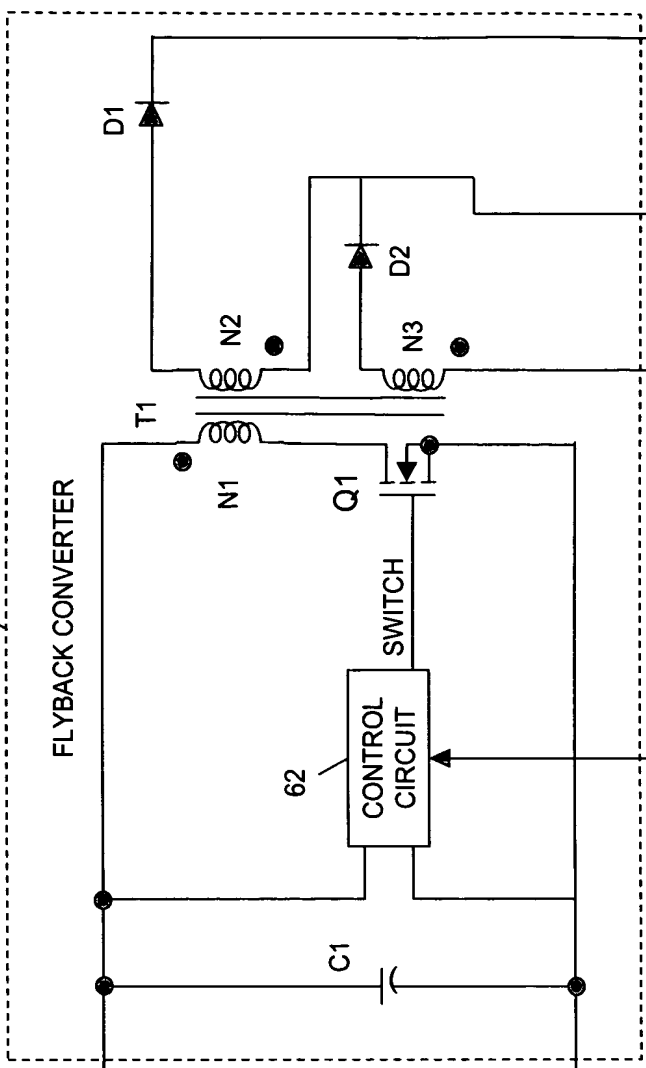 FLYBACK CONVERTER
T1
D1
N1
N2
D2
N3
Q1
SWITCH
62
CONTROL
CIRCUIT
C1